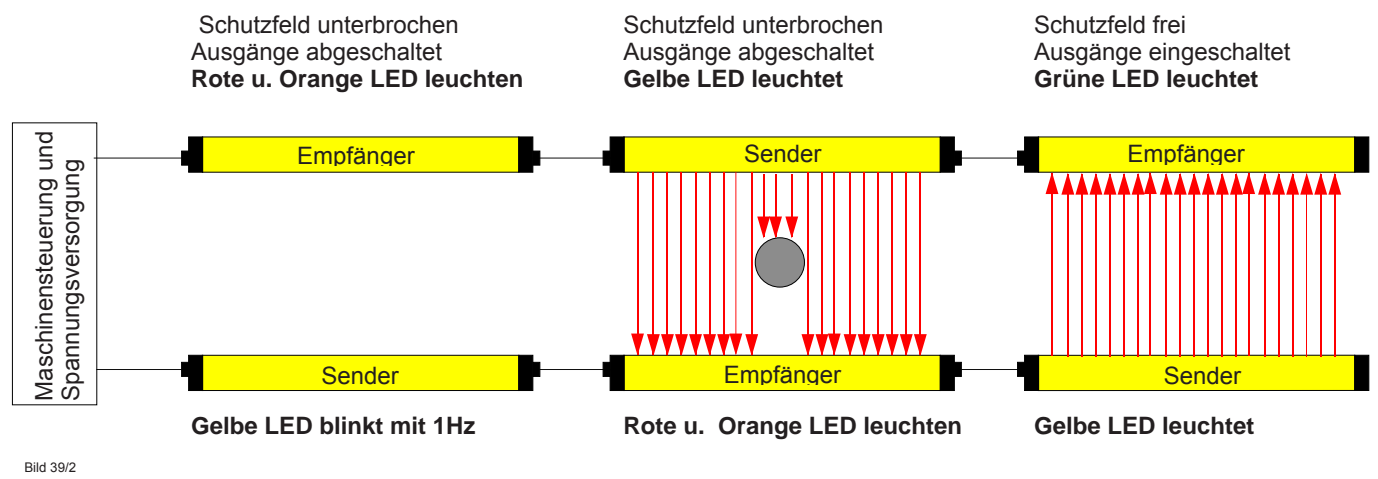 Schutzfeld unterbrochen
Ausgänge abgeschaltet
Rote u. Orange LED leuchten
Schutzfeld unterbrochen
Ausgänge abgeschaltet
Gelbe LED leuchtet
Schutzfeld frei
Ausgänge eingeschaltet
Grüne LED leuchtet
Maschinensteuerung und
Spannungsversorgung
Empfänger
Sender
Empfänger
Sender
Empfänger
Sender
Gelbe LED blinkt mit 1Hz
Rote u. Orange LED leuchten
Gelbe LED leuchtet
Bild 39/2